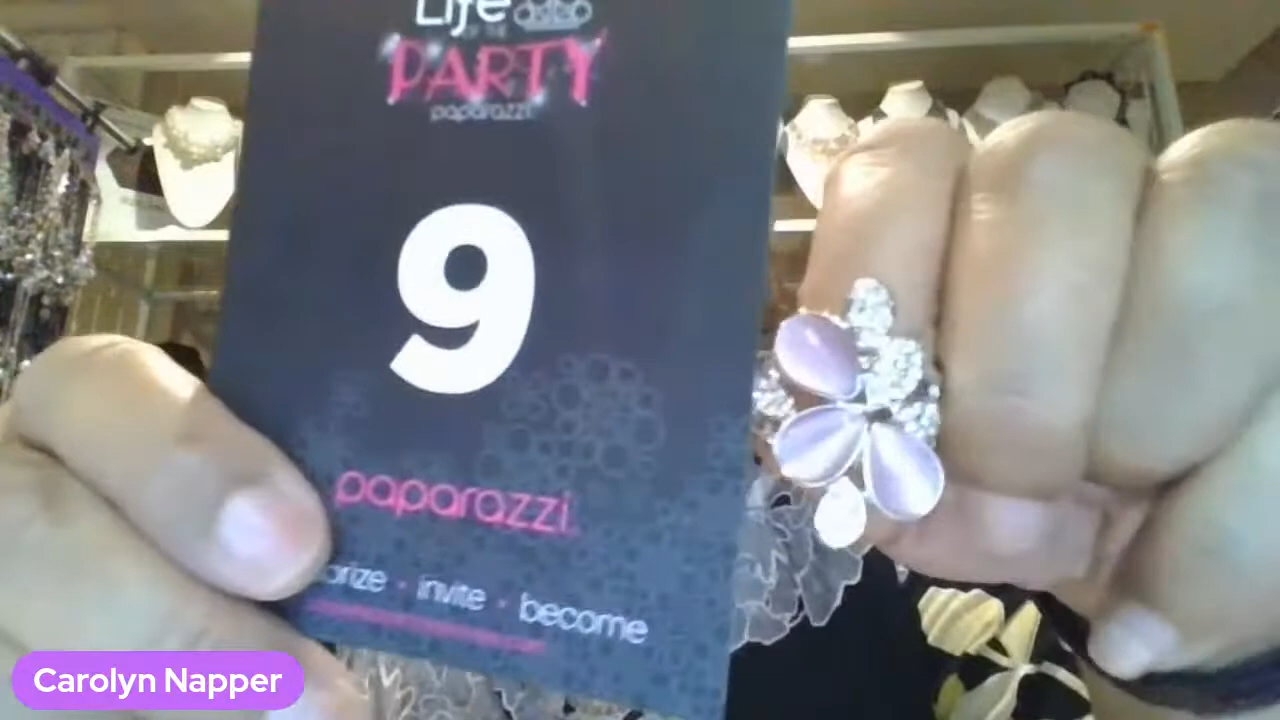 Life
PARTY
paparazzi
9
paparazzi
invite • become
Carolyn Napper